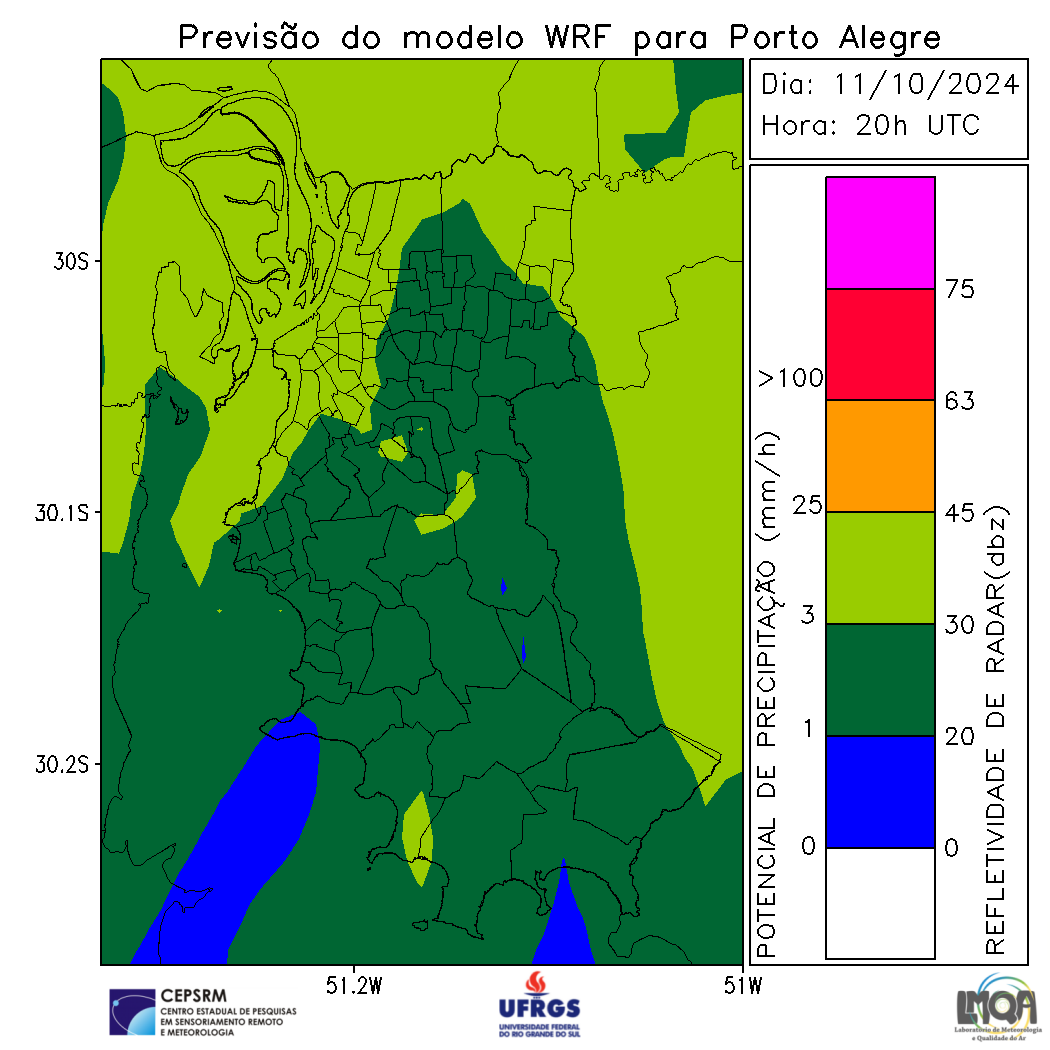 Previsão do modelo WRF para Porto Alegre
Dia: 11/10/2024
Hora: 20h UTC
30S
30.1S
30.2S
51.2W
51W
POTENCIAL DE PRECIPITAÇÃO (mm/h)
>100
25
3
1
0
75
63
45
30
20
0
REFLETIVIDADE DE RADAR(dbz)
CEPSRM
CENTRO ESTADUAL DE PESQUISAS
EM SENSORIAMENTO REMOTO
E METEOROLOGIA
UFRGS
UNIVERSIDADE FEDERAL
DO RIO GRANDE DO SUL
LMQA
Laboratório de Meteorologia
e Qualidade do Ar